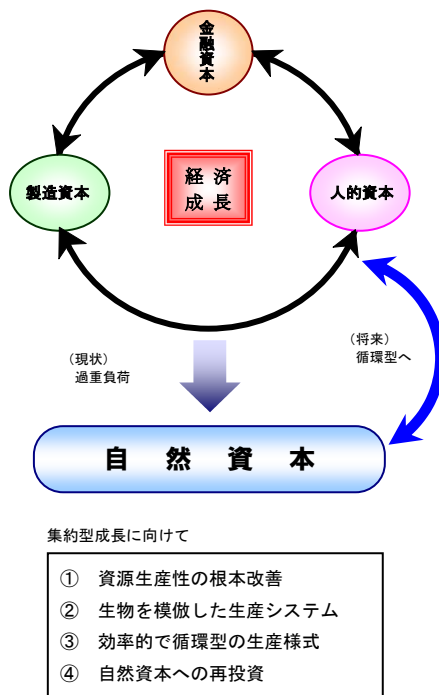 金融資本
製造資本
経済
成長
人的資本
（現状）
過重負荷
（将来）
循環型へ
自然資本
集約型成長に向けて
① 資源生産性の根本改善
② 生物を模倣した生産システム
③ 効率的で循環型の生産様式
④ 自然資本への再投資